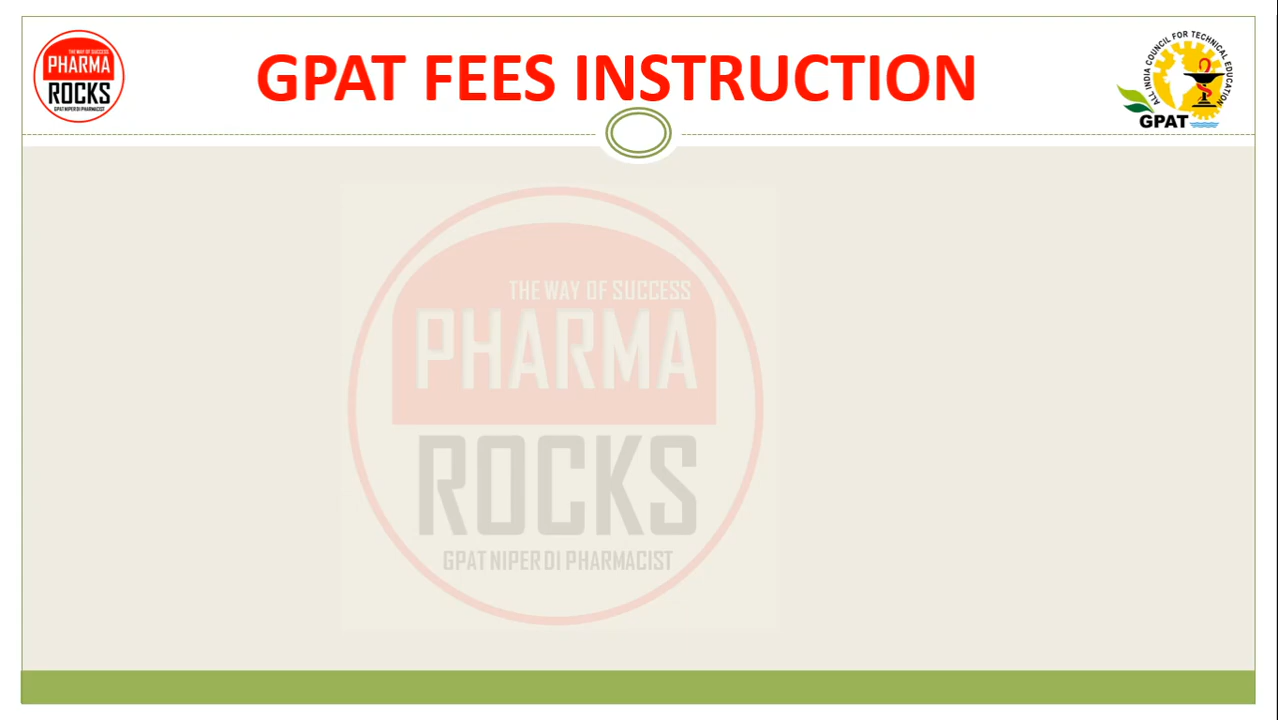 THE WAY OF SUCCESS
PHARMA
ROCKS
GPAT NIPER DI PHARMACIST
GPAT FEES INSTRUCTION
ALL INDIA COUNCIL FOR TECHNICAL EDUCATION
GPAT
THE WAY OF SUCCESS
PHARMA
ROCKS
GPAT NIPER DI PHARMACIST